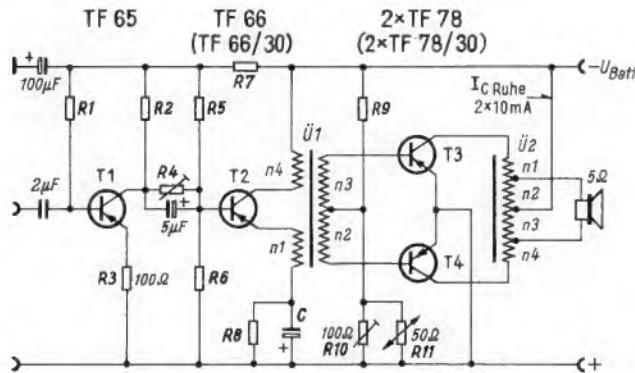 TF 65
TF 66
2×TF 78
(TF 66/30)
(2×TF 78/30)
+
100µF
R7
−U_Batt
R1
R2
R5
R9
I_C Ruhe
2×10mA
Ü1
Ü2
T1
R4
T2
n4
n3
T3
n1
5Ω
2µF
+
5µF
n2
n2
n3
n1
T4
n4
R3
100Ω
R6
R8
C
+
100Ω
R10
50Ω
R11
+